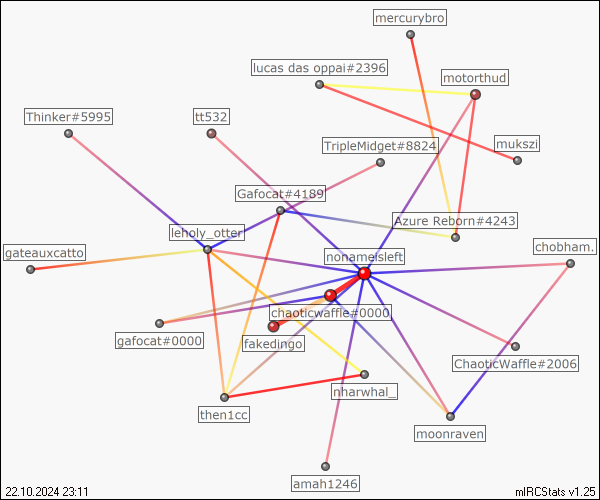 mercurybro
lucas das oppai#2396
motorthud
Thinker#5995
tt532
TripleMidget#8824
mukszi
Gafocat#4189
Azure Reborn#4243
leholy_otter
gateauxcatto
nonameisleft
chobham.
chaoticwaffle#0000
gafocat#0000
fakedingo
ChaoticWaffle#2006
nharwhal_
then1cc
moonraven
amah1246
22.10.2024 23:11
mIRCStats v1.25